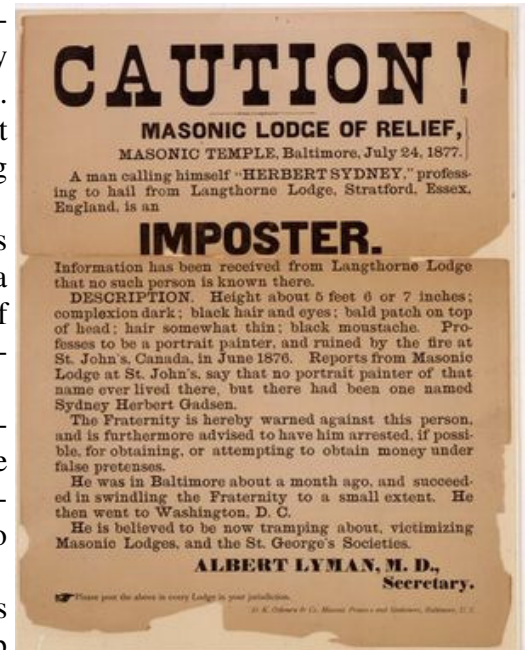 CAUTION!
MASONIC LODGE OF RELIEF,
MASONIC TEMPLE, Baltimore, July 24, 1877.
A man calling himself "HERBERT SYDNEY," profess-
ing to hail from Langthorne Lodge, Stratford, Essex,
England, is an
IMPOSTER.
Information has been received from Langthorne Lodge
that no such person is known there.
DESCRIPTION. Height about 5 feet 6 or 7 inches;
complexion dark; black hair and eyes; bald patch on top
of head; hair somewhat thin; black moustache. Pro-
fesses to be a portrait painter, and ruined by the fire at
St. John's, Canada, in June 1876. Reports from Masonic
Lodge at St. John's, say that no portrait painter of that
name ever lived there, but there had been one named
Sydney Herbert Gadsen.
The Fraternity is hereby warned against this person,
and is furthermore advised to have him arrested, if possi-
ble, for obtaining, or attempting to obtain money under
false pretenses.
He was in Baltimore about a month ago, and succeed-
ed in swindling the Fraternity to a small extent. He
then went to Washington, D. C.
He is believed to be now tramping about, victimizing
Masonic Lodges, and the St. George's Societies.
ALBERT LYMAN, M. D.,
Secretary.
Please post the above in every Lodge in your jurisdiction.
& Co. Masonic Printers and Stationers, Baltimore,